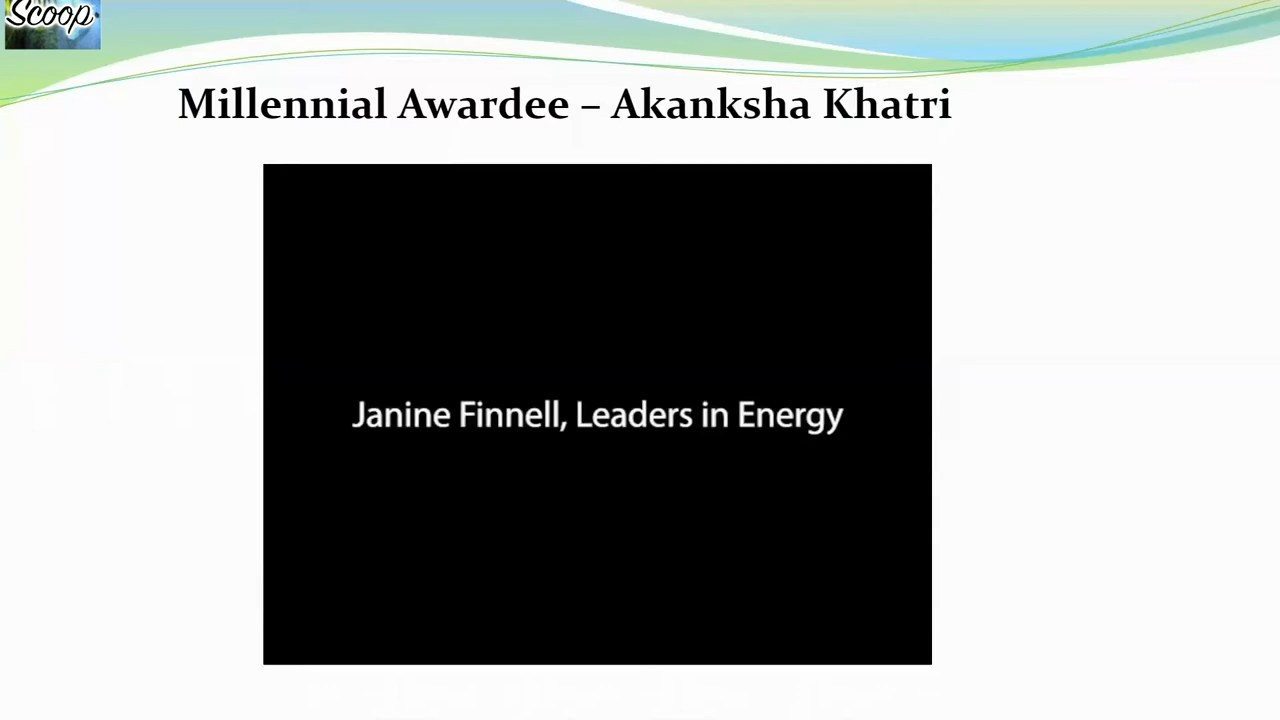 Scoop
Millennial Awardee – Akanksha Khatri
Janine Finnell, Leaders in Energy